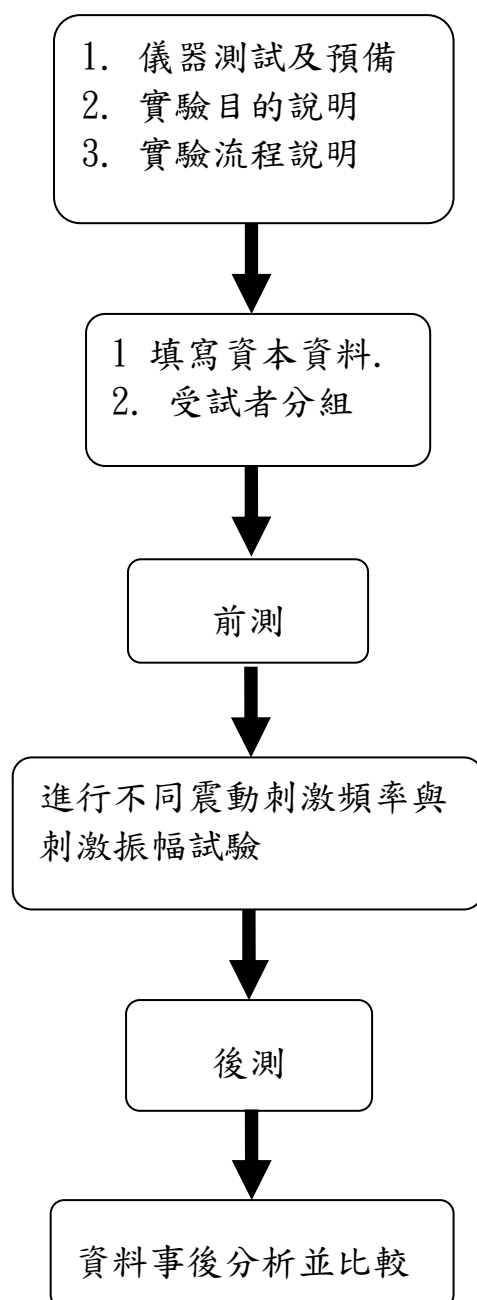 1. 儀器測試及預備
2. 實驗目的說明
3. 實驗流程說明
1 填寫資本資料.
2. 受試者分組
前測
進行不同震動刺激頻率與
刺激振幅試驗
後測
資料事後分析並比較